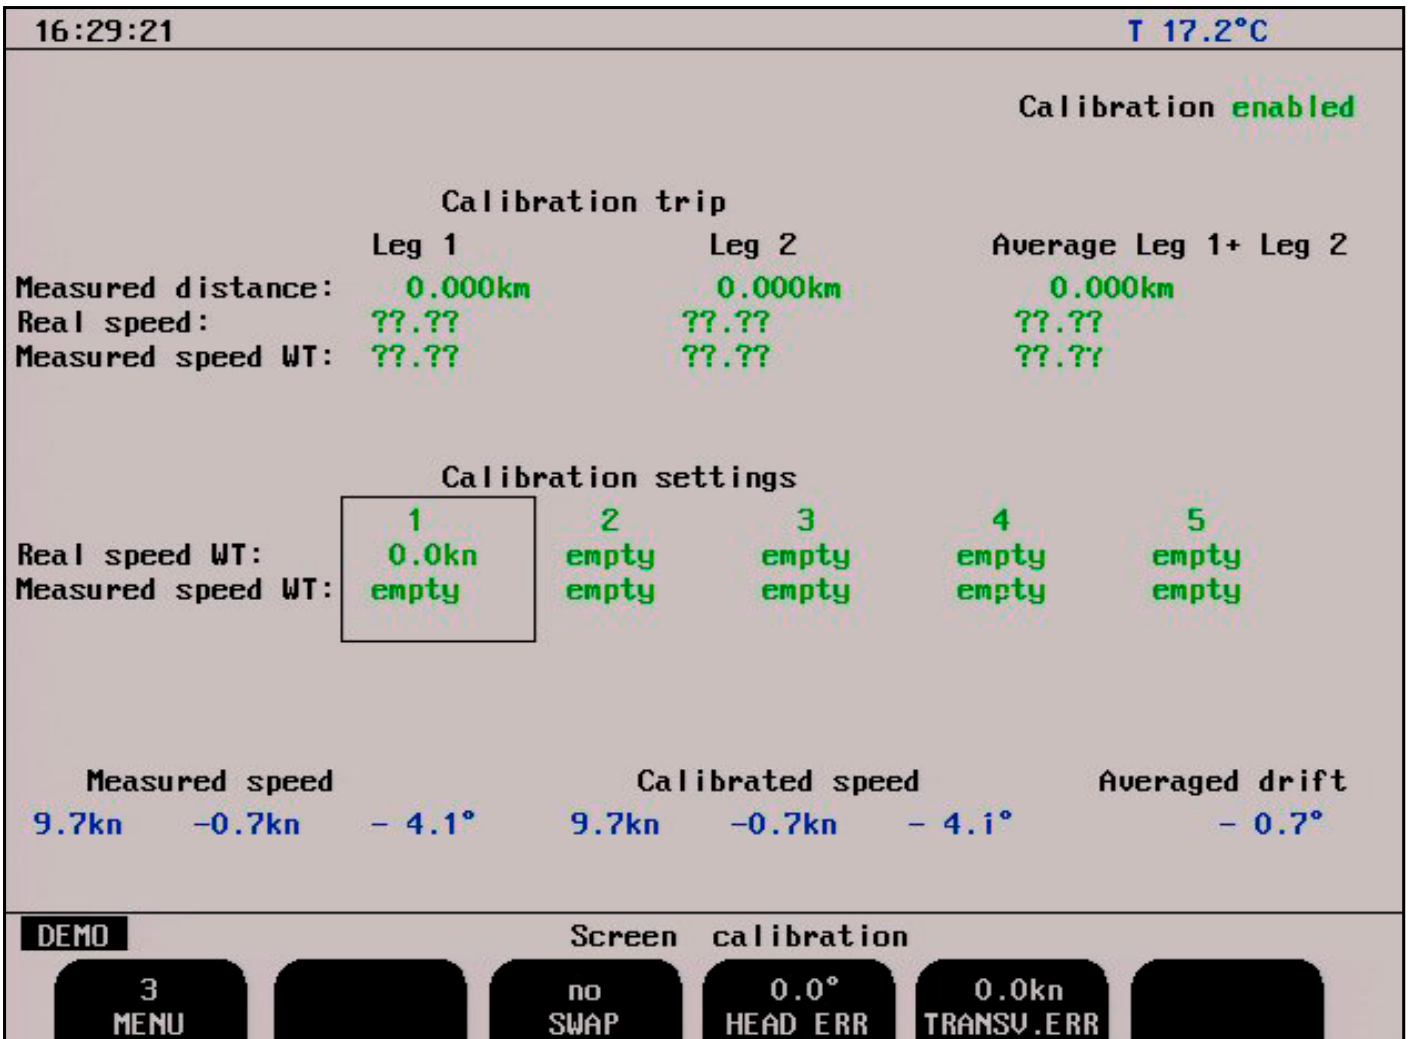 16:29:21 T 17.2°C
Calibration enabled
Calibration trip
Leg 1 Leg 2 Average Leg 1+ Leg 2
Measured distance: 0.000km 0.000km 0.000km
Real speed: ??.?? ??.?? ??.??
Measured speed WT: ??.?? ??.?? ??.??
Calibration settings
1 2 3 4 5
Real speed WT: 0.0kn empty empty empty empty
Measured speed WT: empty empty empty empty empty
Measured speed Calibrated speed Averaged drift
9.7kn -0.7kn - 4.1° 9.7kn -0.7kn - 4.1° - 0.7°
DEMO Screen calibration
3 no 0.0° 0.0kn
MENU SWAP HEAD ERR TRANSV.ERR